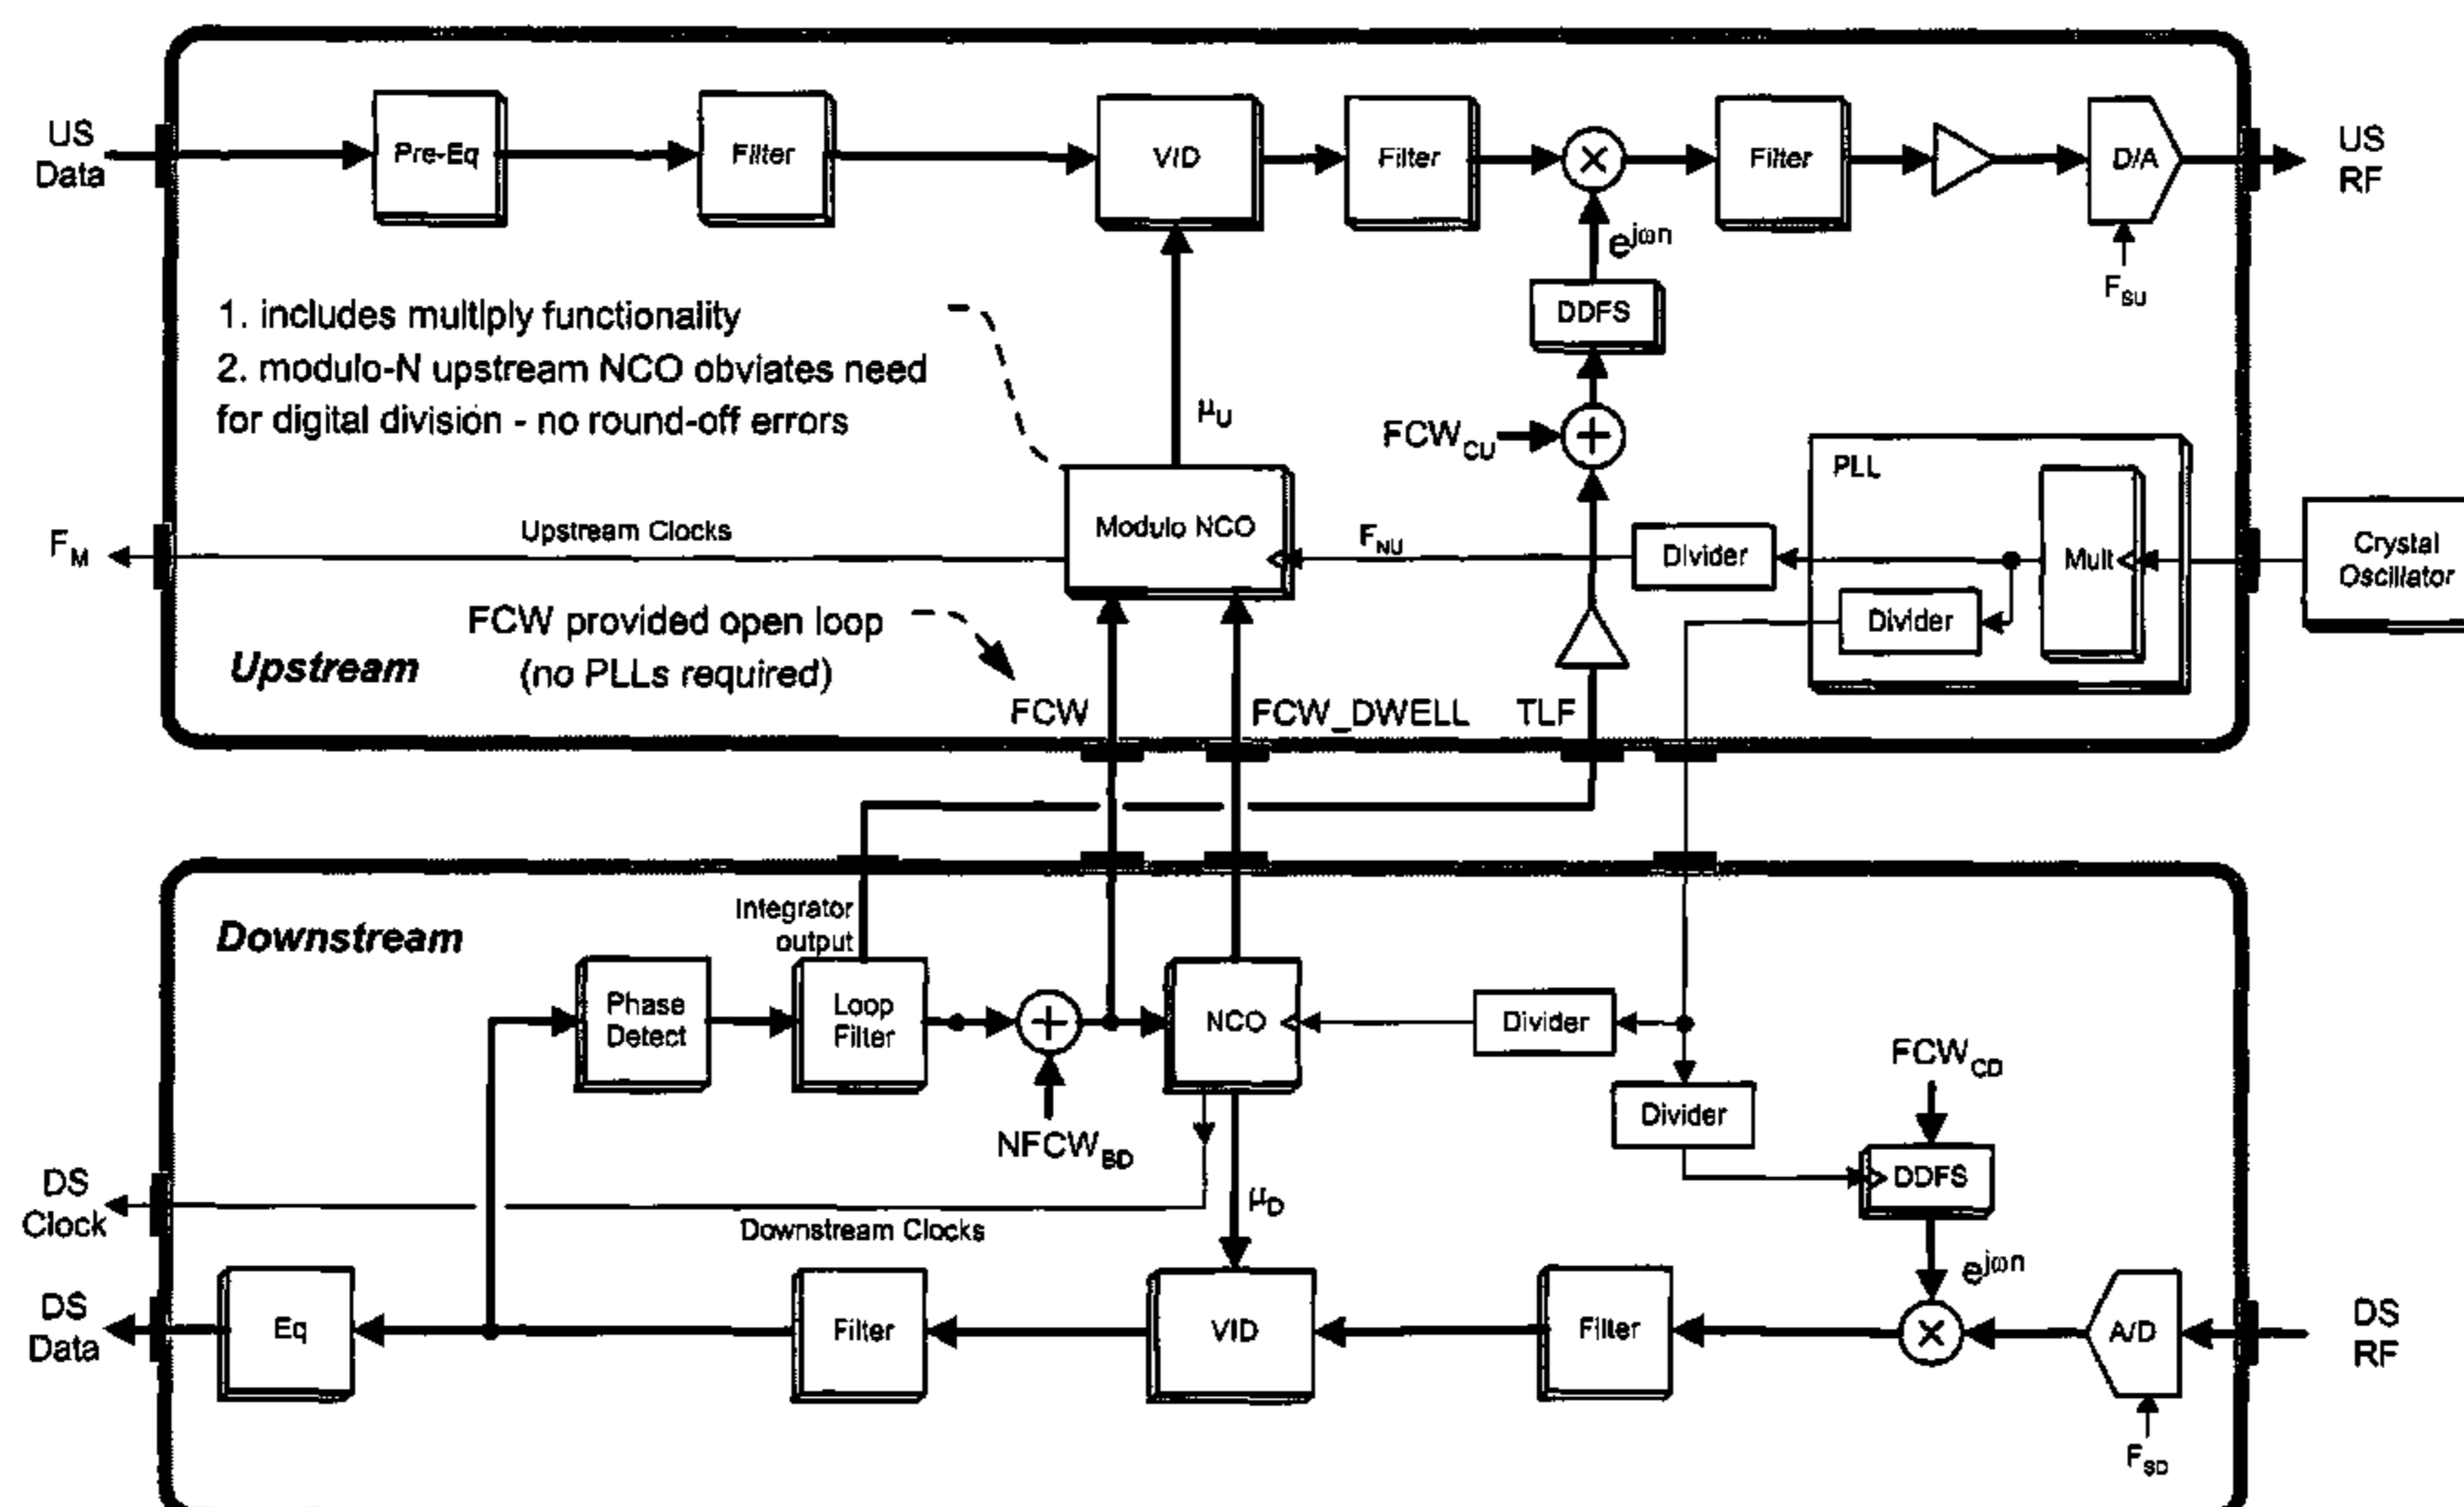 US
Data
Pre-Eq
Filter
VID
Filter
Filter
D/A
US
RF
e^jωn
F_SU
DDFS
1. includes multiply functionality
2. modulo-N upstream NCO obviates need
for digital division - no round-off errors
μ_U
FCW_CU
PLL
F_M
Upstream Clocks
Modulo NCO
F_NU
Divider
Mult
Crystal
Oscillator
Divider
FCW provided open loop
(no PLLs required)
Upstream
FCW
FCW_DWELL
TLF
Downstream
Integrator
output
Phase
Detect
Loop
Filter
NCO
Divider
FCW_CD
Divider
NFCW_BD
DDFS
DS
Clock
Downstream Clocks
μ_D
e^jωn
DS
Data
Eq
Filter
VID
Filter
A/D
DS
RF
F_SD